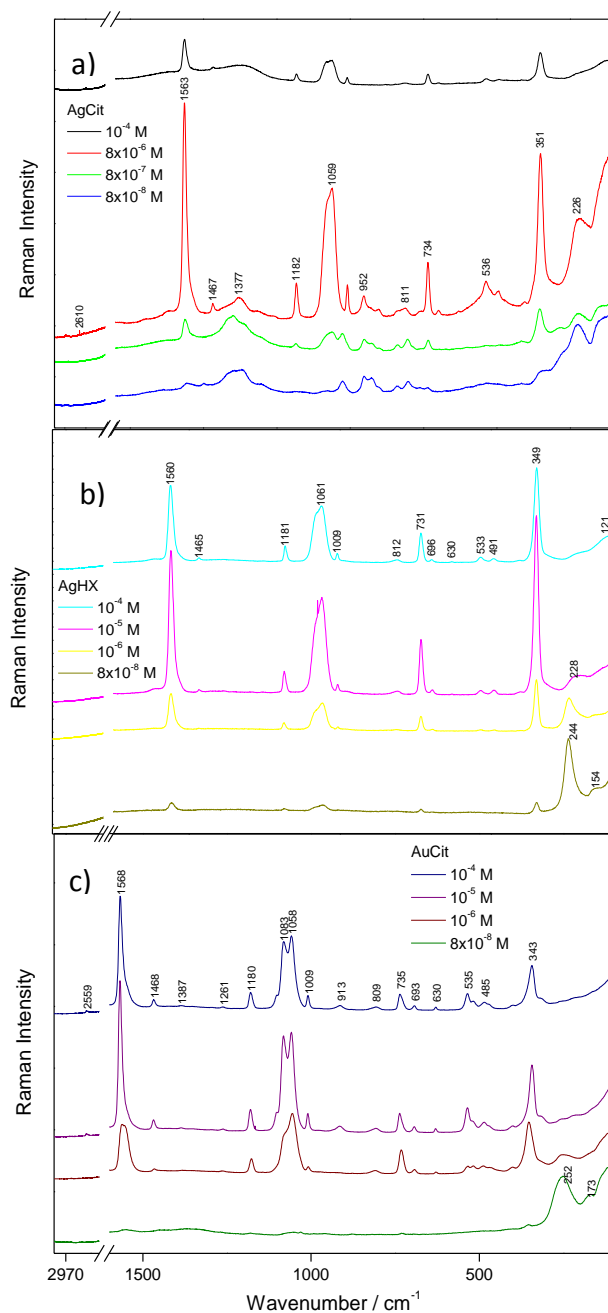 a)
AgCit
10⁻⁴ M
8x10⁻⁶ M
8x10⁻⁷ M
8x10⁻⁸ M
2610
1563
1467
1377
1182
1059
952
811
734
536
351
226
Raman Intensity
b)
AgHX
10⁻⁴ M
10⁻⁵ M
10⁻⁶ M
8x10⁻⁸ M
1560
1465
1181
1061
1009
812
731
696
630
533
491
349
121
228
244
154
Raman Intensity
c)
AuCit
10⁻⁴ M
10⁻⁵ M
10⁻⁶ M
8x10⁻⁸ M
2559
1568
1468
1387
1261
1180
1083
1058
1009
913
809
735
693
630
535
485
343
252
173
Raman Intensity
2970 1500 1000 500
Wavenumber / cm⁻¹